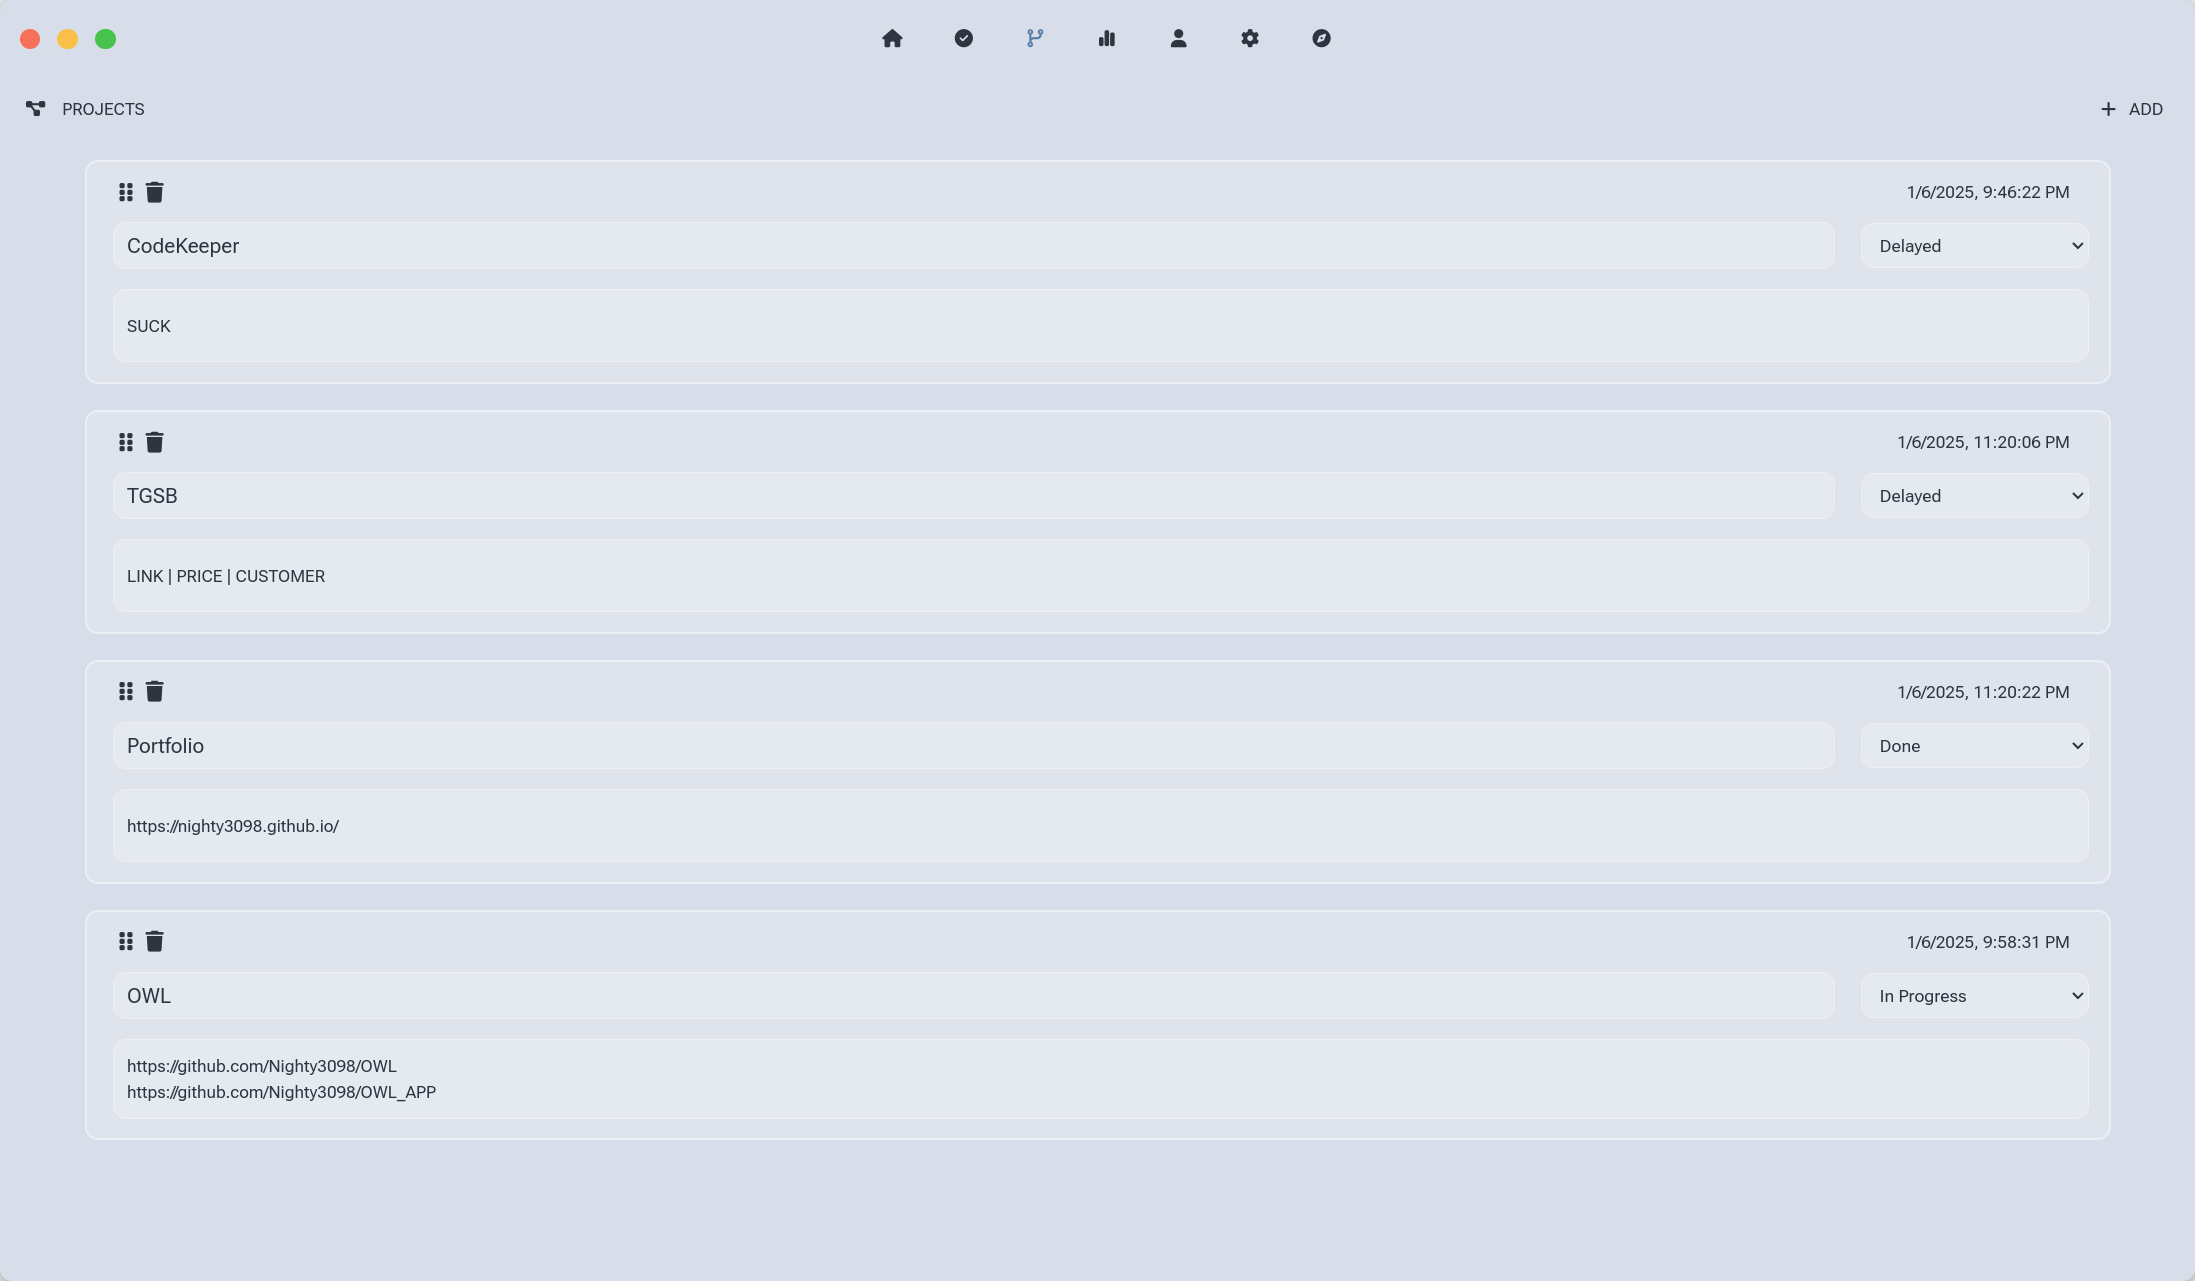 PROJECTS
ADD
1/6/2025, 9:46:22 PM
CodeKeeper
Delayed
SUCK
1/6/2025, 11:20:06 PM
TGSB
Delayed
LINK | PRICE | CUSTOMER
1/6/2025, 11:20:22 PM
Portfolio
Done
https://nighty3098.github.io/
1/6/2025, 9:58:31 PM
OWL
In Progress
https://github.com/Nighty3098/OWL
https://github.com/Nighty3098/OWL_APP